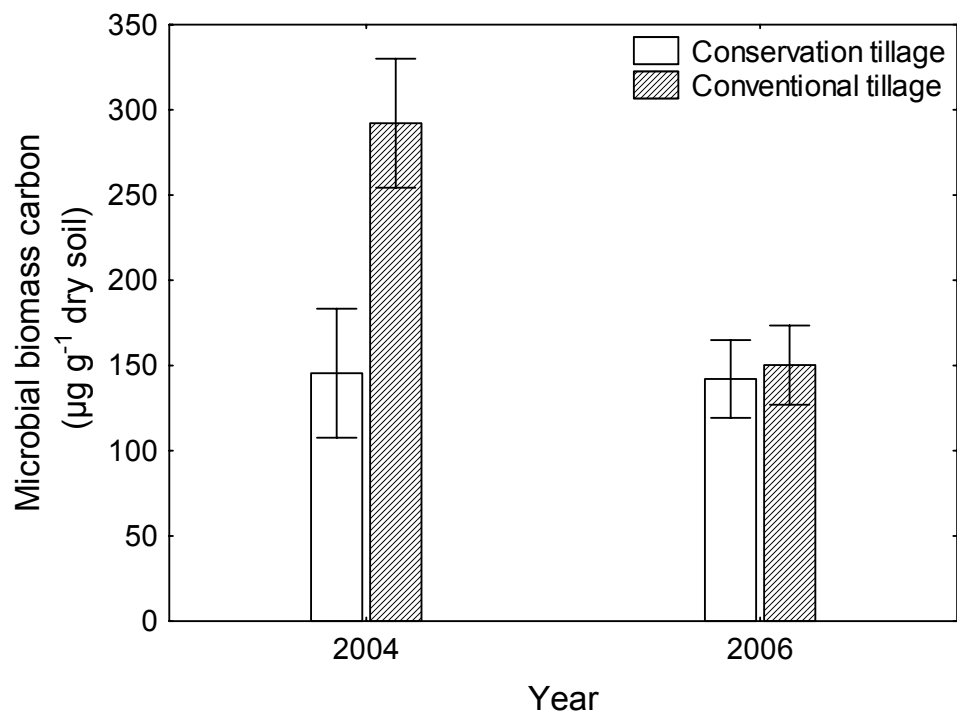 350
300
250
200
150
100
50
0
Microbial biomass carbon
(µg g⁻¹ dry soil)
Conservation tillage
Conventional tillage
2004
2006
Year